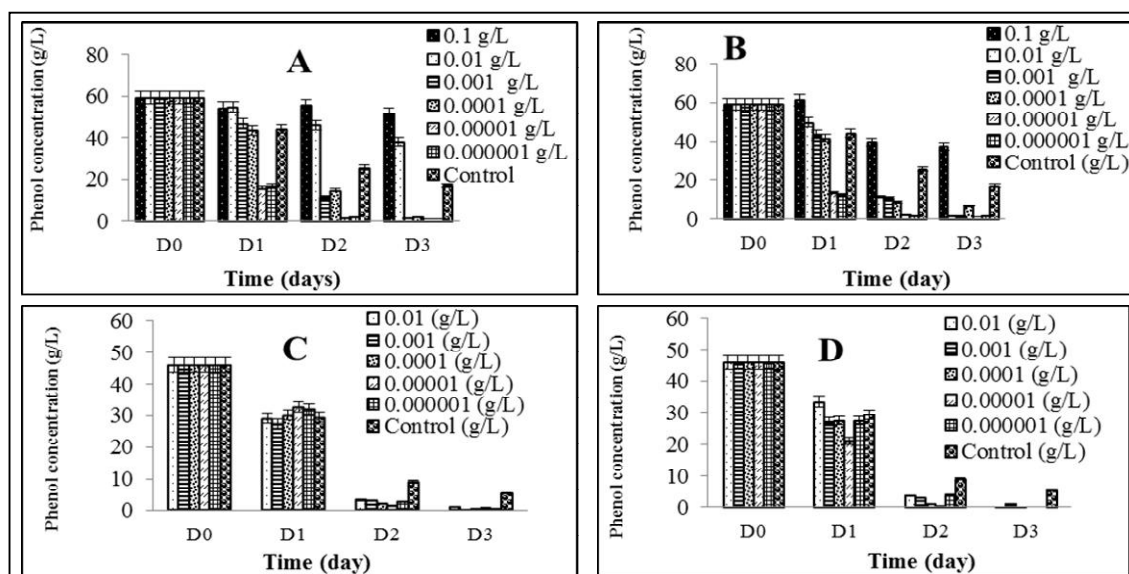 A
Phenol concentration (g/L)
80
60
40
20
0
D0 D1 D2 D3
Time (days)
0.1 g/L
0.01 g/L
0.001 g/L
0.0001 g/L
0.00001 g/L
0.000001 g/L
Control
B
Phenol concentration (g/L)
80
60
40
20
0
D0 D1 D2 D3
Time (days)
0.1 g/L
0.01 g/L
0.001 g/L
0.0001 g/L
0.00001 g/L
0.000001 g/L
Control (g/L)
C
Phenol concentration (g/L)
60
50
40
30
20
10
0
D0 D1 D2 D3
Time (day)
0.01 (g/L)
0.001 (g/L)
0.0001 (g/L)
0.00001 (g/L)
0.000001 (g/L)
Control (g/L)
D
Phenol concentration (g/L)
60
50
40
30
20
10
0
D0 D1 D2 D3
Time (day)
0.01 (g/L)
0.001 (g/L)
0.0001 (g/L)
0.00001 (g/L)
0.000001 (g/L)
Control (g/L)